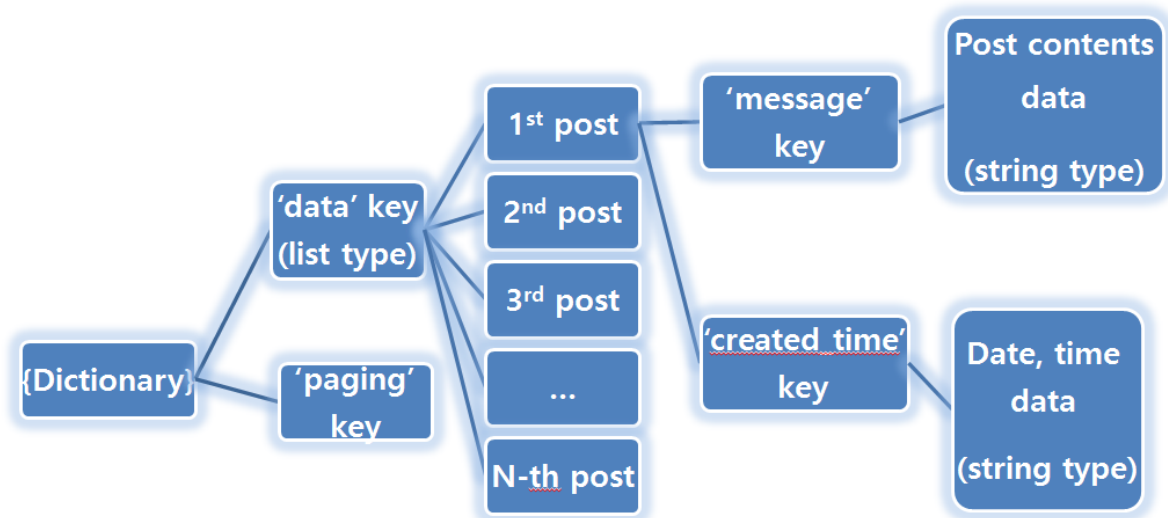 {Dictionary}
‘data’ key
(list type)
‘paging’
key
1st post
2nd post
3rd post
...
N-th post
‘message’
key
‘created_time’
key
Post contents
data
(string type)
Date, time
data
(string type)